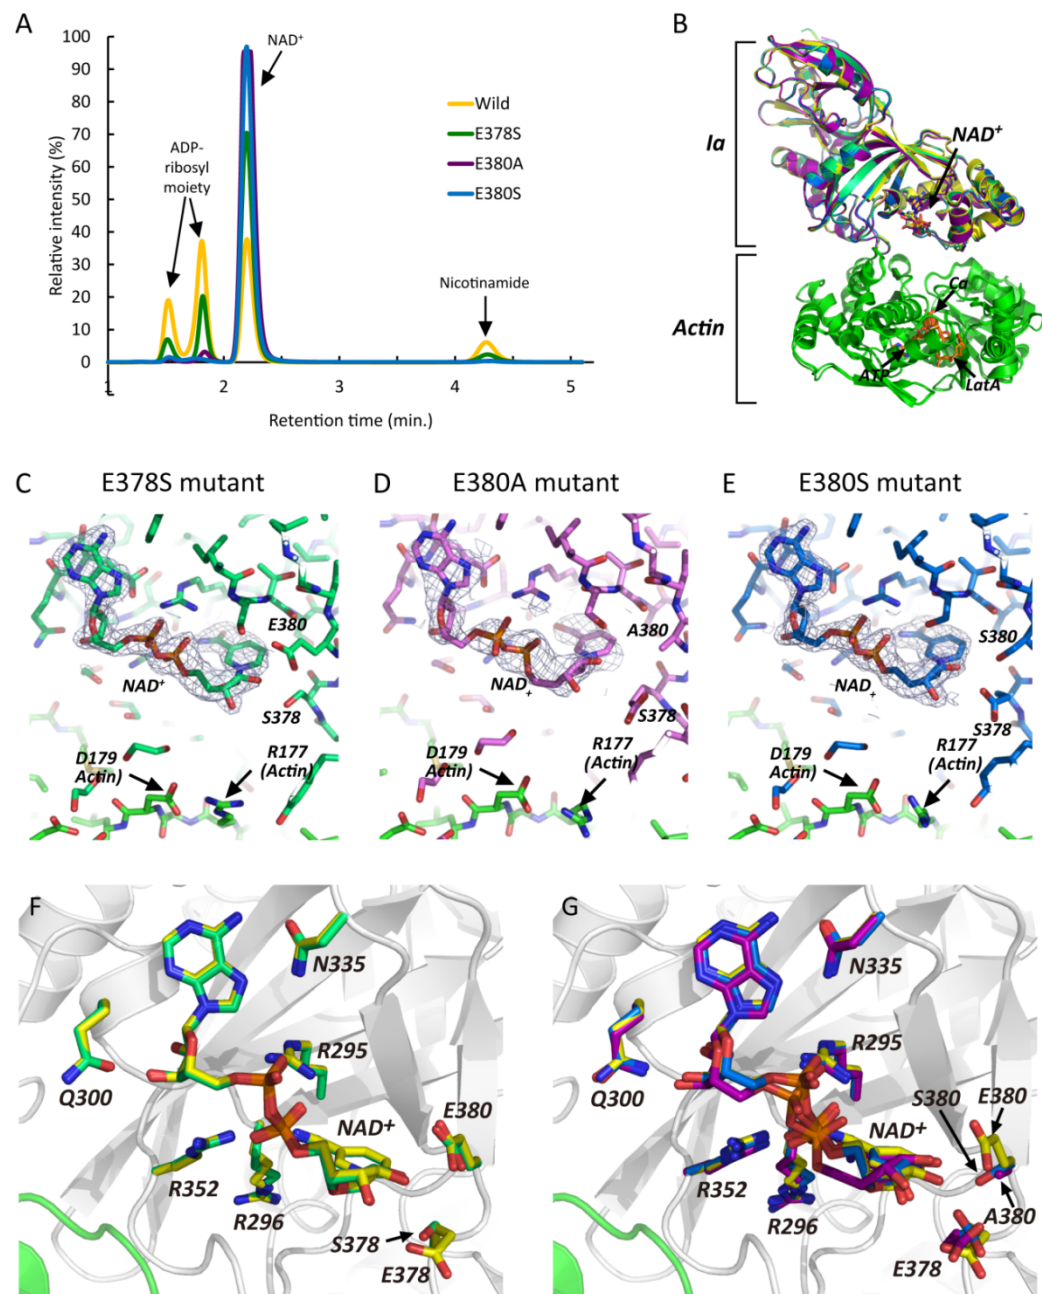 A
100
90
80
70
60
50
40
30
20
10
0
Relative intensity (%)
1
2
3
4
5
Retention time (min.)
ADP-
ribosyl
moiety
NAD+
Nicotinamide
Wild
E378S
E380A
E380S
B
Ia
NAD+
Actin
Ca
ATP
LatA
C
E378S mutant
E380
NAD+
S378
D179
Actin)
R177
(Actin)
D
E380A mutant
A380
NAD
+
S378
D179
Actin)
R177
(Actin)
E
E380S mutant
S380
NAD
+
S378
D179
Actin)
R177
(Actin)
F
N335
Q300
R295
E380
NAD+
R352
R296
S378
E378
G
N335
Q300
R295
S380
E380
NAD+
R352
R296
A380
E378